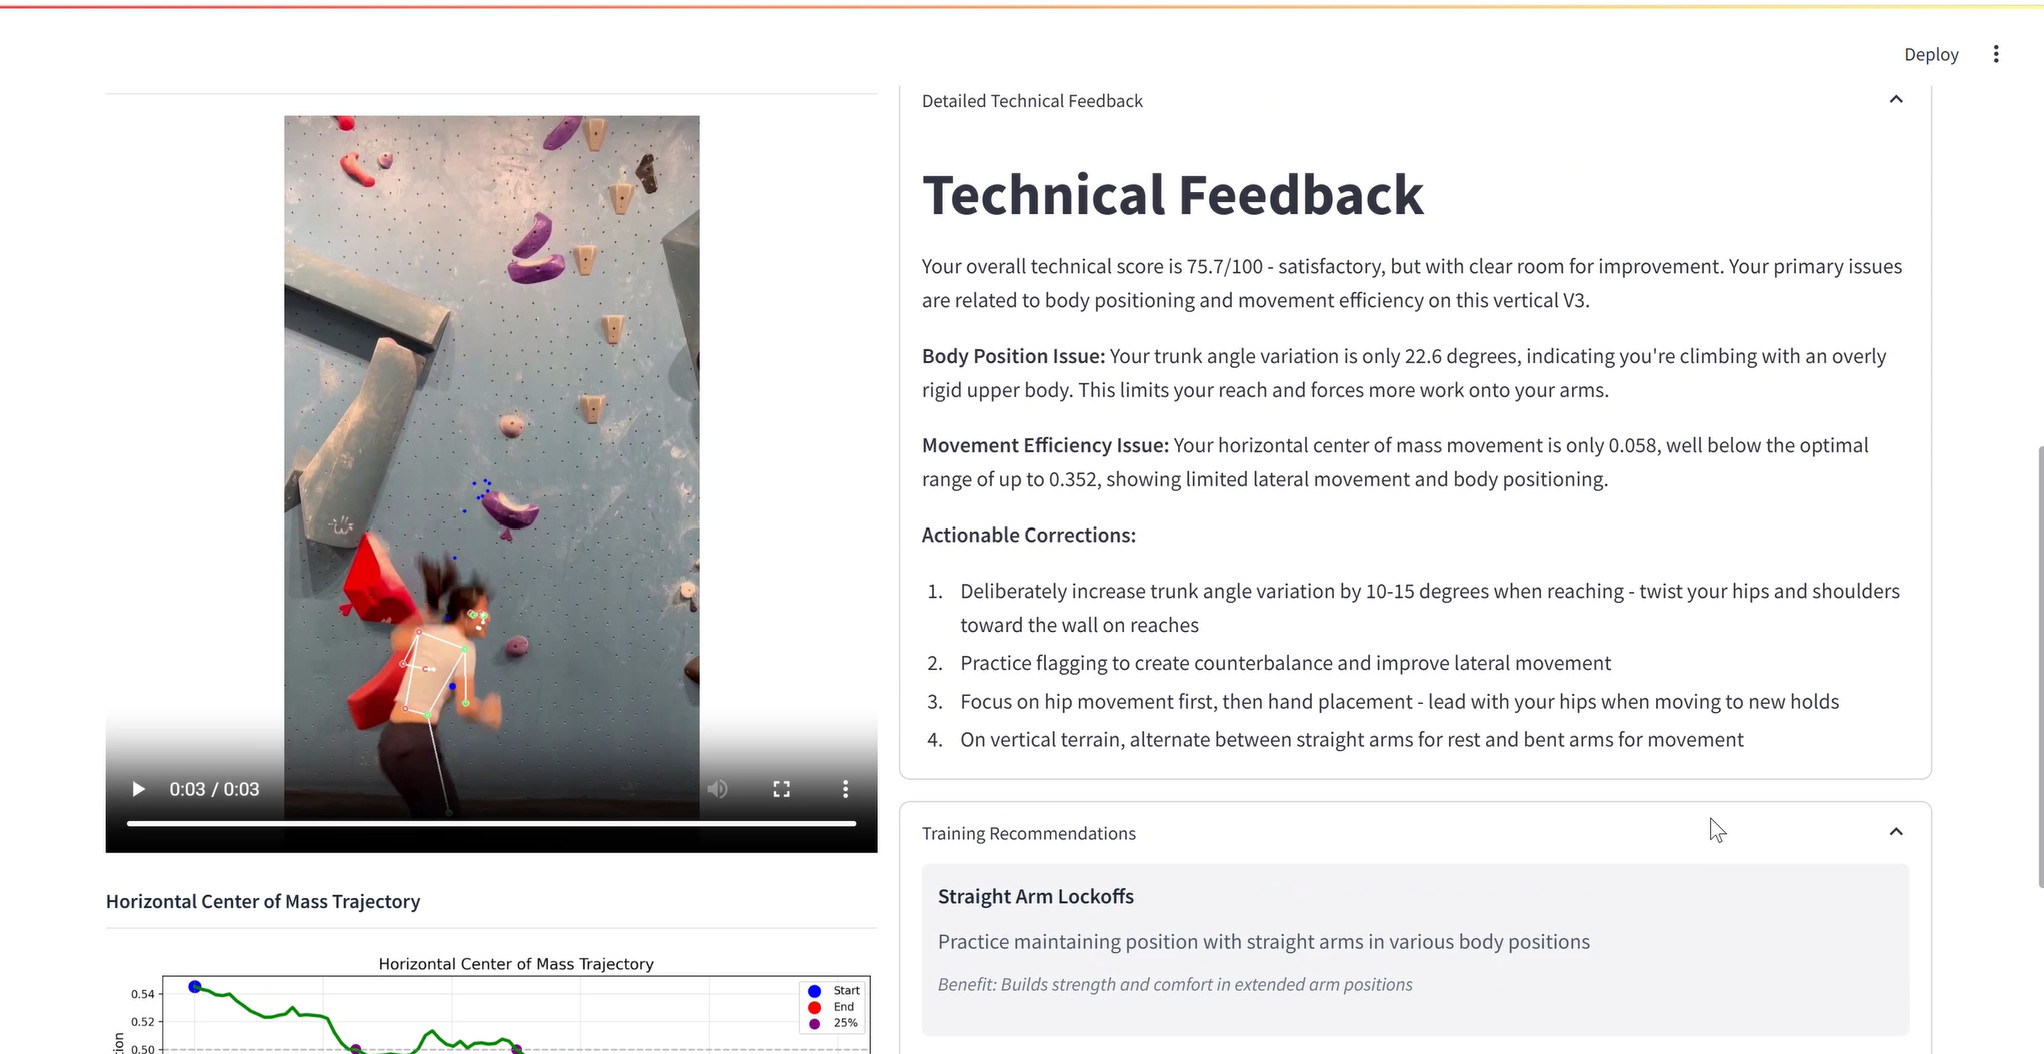 Deploy
Detailed Technical Feedback
Technical Feedback
Your overall technical score is 75.7/100 - satisfactory, but with clear room for improvement. Your primary issues
are related to body positioning and movement efficiency on this vertical V3.
Body Position Issue: Your trunk angle variation is only 22.6 degrees, indicating you're climbing with an overly
rigid upper body. This limits your reach and forces more work onto your arms.
Movement Efficiency Issue: Your horizontal center of mass movement is only 0.058, well below the optimal
range of up to 0.352, showing limited lateral movement and body positioning.
Actionable Corrections:
1. Deliberately increase trunk angle variation by 10-15 degrees when reaching - twist your hips and shoulders
toward the wall on reaches
2. Practice flagging to create counterbalance and improve lateral movement
3. Focus on hip movement first, then hand placement - lead with your hips when moving to new holds
4. On vertical terrain, alternate between straight arms for rest and bent arms for movement
0:03 / 0:03
Training Recommendations
Straight Arm Lockoffs
Practice maintaining position with straight arms in various body positions
Benefit: Builds strength and comfort in extended arm positions
Horizontal Center of Mass Trajectory
Horizontal Center of Mass Trajectory
0.54
0.52
0.50
Start
End
25%